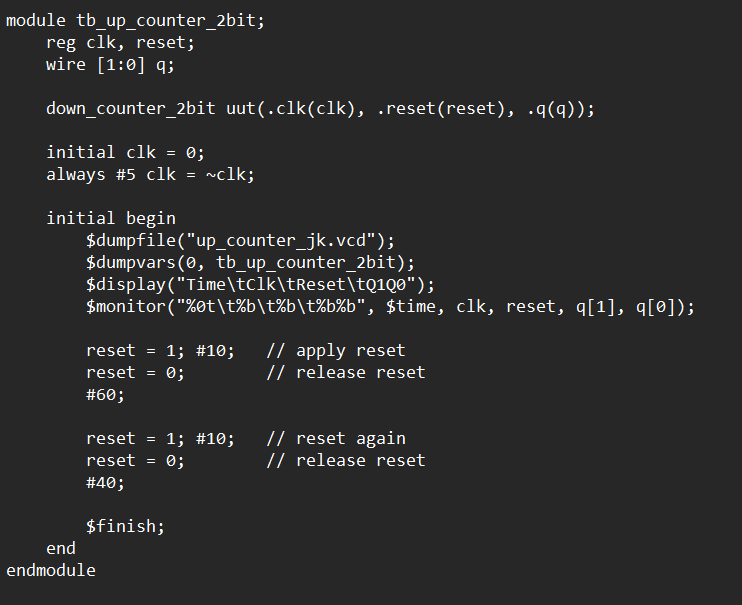 module tb_up_counter_2bit;
    reg clk, reset;
    wire [1:0] q;

    down_counter_2bit uut(.clk(clk), .reset(reset), .q(q));

    initial clk = 0;
    always #5 clk = ~clk;

    initial begin
        $dumpfile("up_counter_jk.vcd");
        $dumpvars(0, tb_up_counter_2bit);
        $display("Time\tClk\tReset\tQ1Q0");
        $monitor("%0t\t%b\t%b\t%b%b", $time, clk, reset, q[1], q[0]);

        reset = 1; #10;   // apply reset
        reset = 0;        // release reset
        #60;

        reset = 1; #10;   // reset again
        reset = 0;        // release reset
        #40;

        $finish;
    end
endmodule